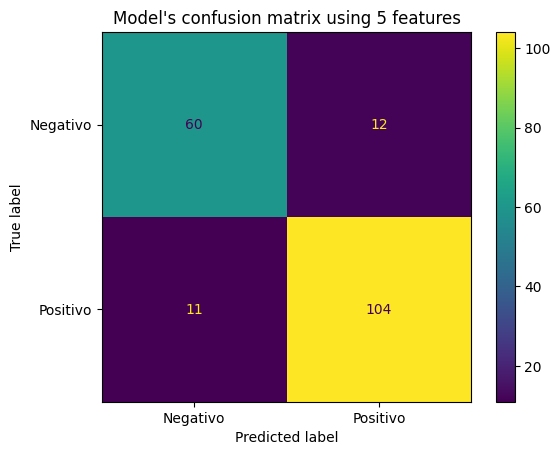 Model's confusion matrix using 5 features
True label
Negativo
60
12
Positivo
11
104
Negativo
Positivo
Predicted label
100
80
60
40
20